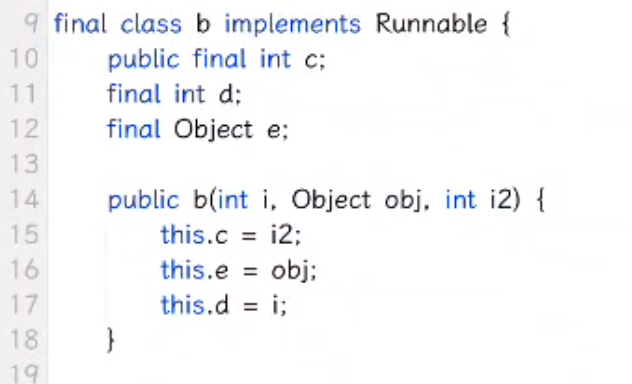 9 final class b implements Runnable {
10 public final int c;
11 final int d;
12 final Object e;
13
14 public b(int i, Object obj, int i2) {
15 this.c = i2;
16 this.e = obj;
17 this.d = i;
18 }
19